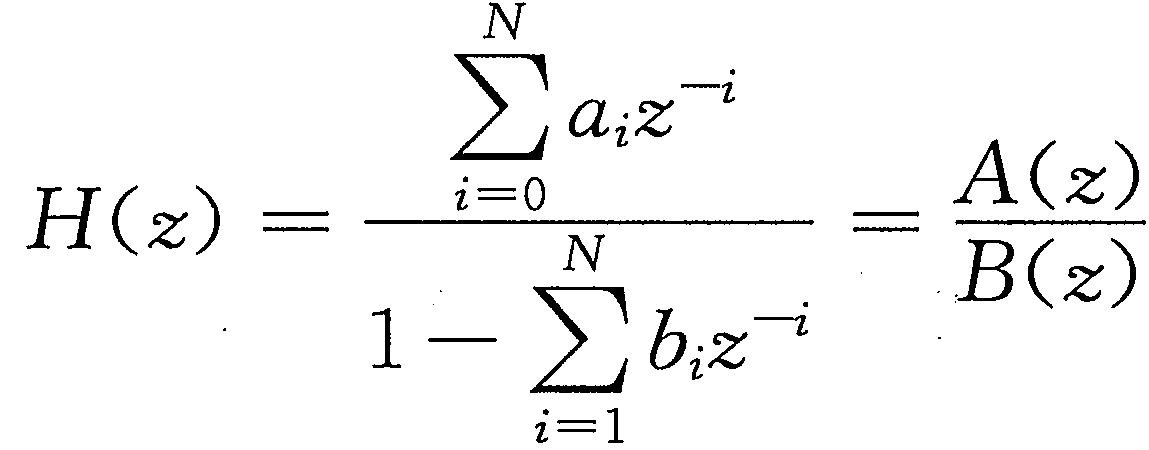 H(z) = \frac{\sum_{i=0}^{N} a_i z^{-i}}{1 - \sum_{i=1}^{N} b_i z^{-i}} = \frac{A(z)}{B(z)}